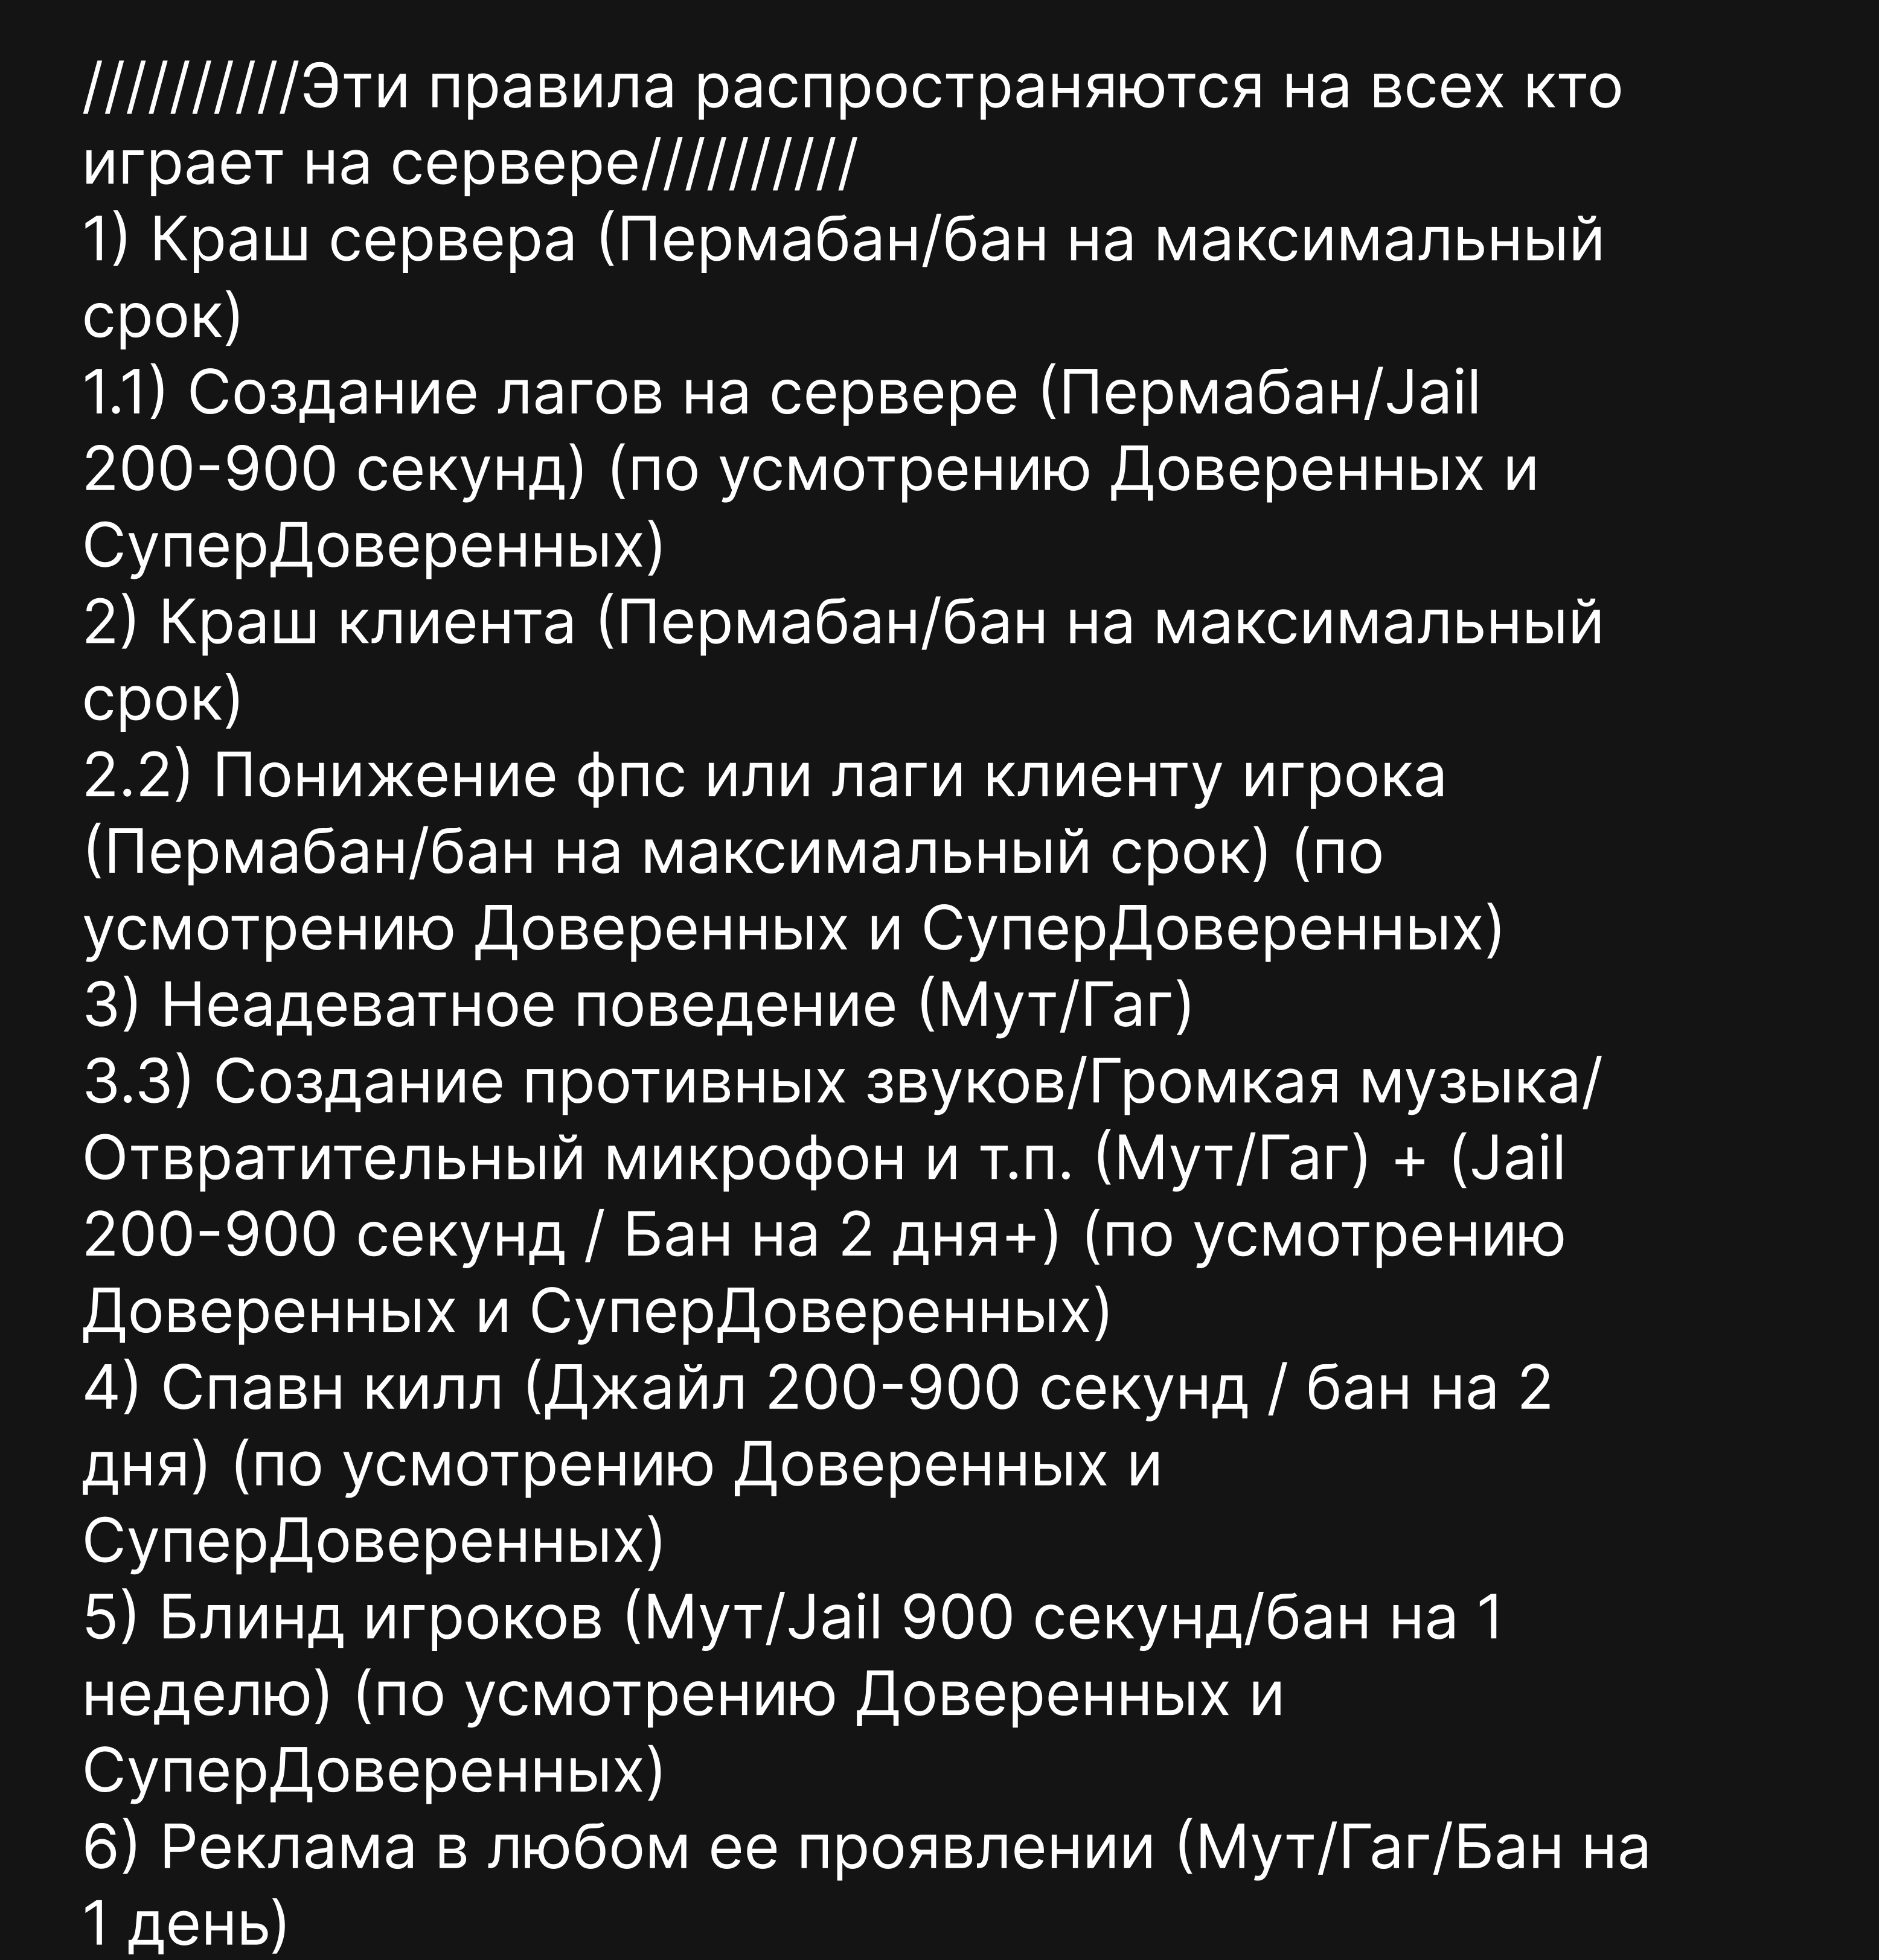 //////////Эти правила распространяются на всех кто
играет на сервере//////////
1) Краш сервера (Пермабан/бан на максимальный
срок)
1.1) Создание лагов на сервере (Пермабан/Jail
200-900 секунд) (по усмотрению Доверенных и
СуперДоверенных)
2) Краш клиента (Пермабан/бан на максимальный
срок)
2.2) Понижение фпс или лаги клиенту игрока
(Пермабан/бан на максимальный срок) (по
усмотрению Доверенных и СуперДоверенных)
3) Неадеватное поведение (Мут/Гаг)
3.3) Создание противных звуков/Громкая музыка/
Отвратительный микрофон и т.п. (Мут/Гаг) + (Jail
200-900 секунд / Бан на 2 дня+) (по усмотрению
Доверенных и СуперДоверенных)
4) Спавн килл (Джайл 200-900 секунд / бан на 2
дня) (по усмотрению Доверенных и
СуперДоверенных)
5) Блинд игроков (Мут/Jail 900 секунд/бан на 1
неделю) (по усмотрению Доверенных и
СуперДоверенных)
6) Реклама в любом ее проявлении (Мут/Гаг/Бан на
1 день)